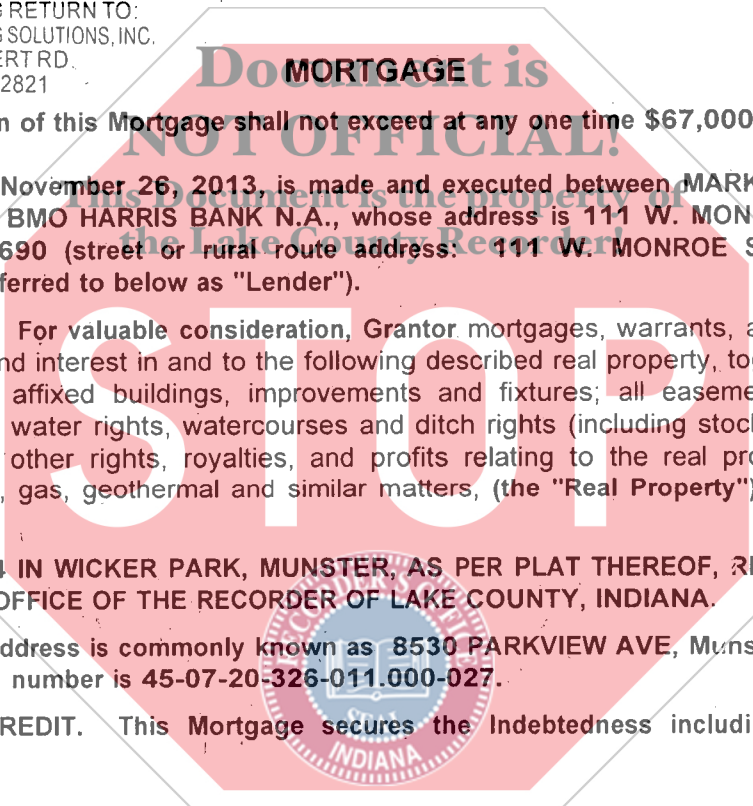 G RETURN TO:
G SOLUTIONS, INC.
ERT RD.
2821
Document is
MORTGAGE
n of this Mortgage shall not exceed at any one time $67,000
NOT OFFICIAL!
November 26, 2013, is made and executed between MARK
This Document is the property of
BMO HARRIS BANK N.A., whose address is 111 W. MON
the Lake County Recorder!
690 (street or rural route address: 111 W. MONROE S
ferred to below as "Lender").
For valuable consideration, Grantor mortgages, warrants, a
nd interest in and to the following described real property, to
affixed buildings, improvements and fixtures; all easeme
water rights, watercourses and ditch rights (including stock
other rights, royalties, and profits relating to the real pro
, gas, geothermal and similar matters, (the "Real Property")
STOP
4 IN WICKER PARK, MUNSTER, AS PER PLAT THEREOF, RE
OFFICE OF THE RECORDER OF LAKE COUNTY, INDIANA.
ddress is commonly known as 8530 PARKVIEW AVE, Muns
number is 45-07-20-326-011.000-027.
REDIT. This Mortgage secures the Indebtedness includi
RECORDER'S OFFICE
SEAL
INDIANA